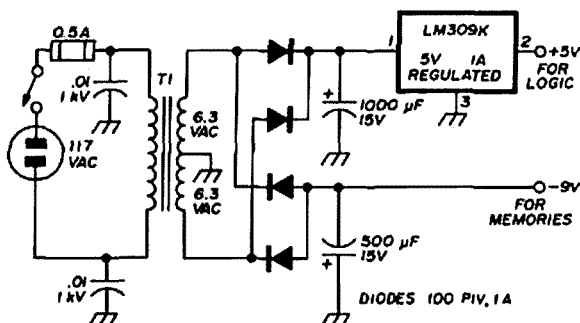 0.5A
.01
1 kV
T1
117
VAC
.01
1 kV
6.3
VAC
6.3
VAC
+
1000 µF
15V
1
LM309K
5V 1A
REGULATED
2
3
+5V
FOR
LOGIC
-9V
FOR
MEMORIES
500 µF
15V
+
DIODES 100 PIV, 1A